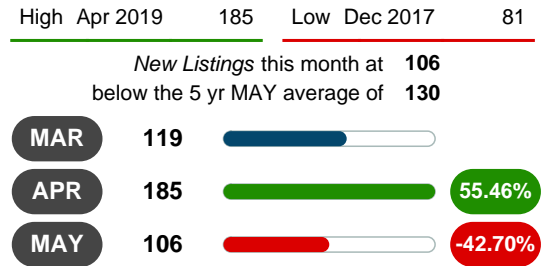 High Apr 2019 185 Low Dec 2017 81
New Listings this month at 106
below the 5 yr MAY average of 130
MAR 119
APR 185 55.46%
MAY 106 -42.70%